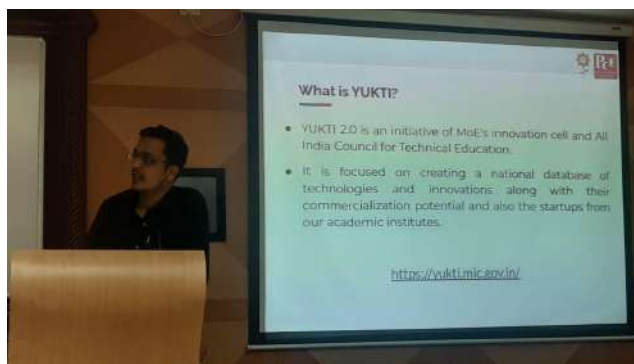 What is YUKTI?
• YUKTI 2.0 is an initiative of MoE's innovation cell and All
India Council for Technical Education.
• It is focused on creating a national database of
technologies and innovations along with their
commercialization potential and also the startups from
our academic institutes.
https://yukti.mic.gov.in/